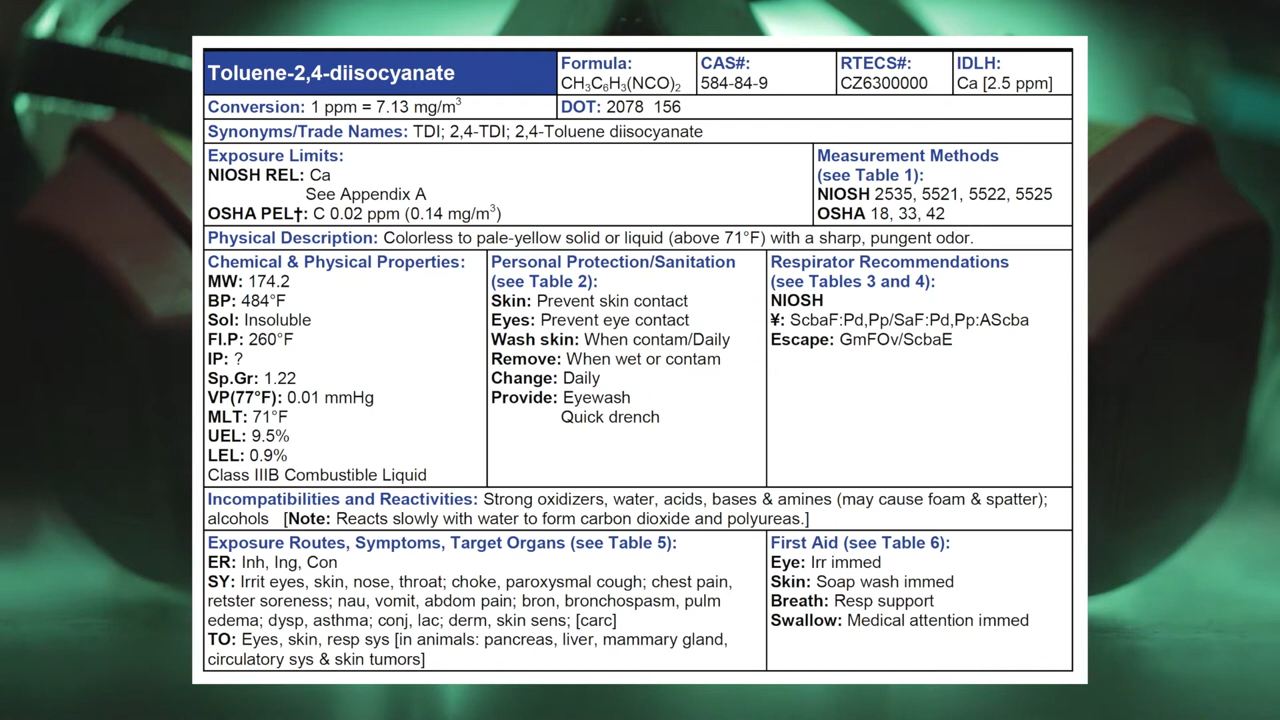 Toluene-2,4-diisocyanate
Formula:
CH₃C₆H₃(NCO)₂
CAS#:
584-84-9
RTECS#:
CZ6300000
IDLH:
Ca [2.5 ppm]
Conversion: 1 ppm = 7.13 mg/m³
DOT: 2078 156
Synonyms/Trade Names: TDI; 2,4-TDI; 2,4-Toluene diisocyanate
Exposure Limits:
NIOSH REL: Ca
See Appendix A
OSHA PEL†: C 0.02 ppm (0.14 mg/m³)
Measurement Methods
(see Table 1):
NIOSH 2535, 5521, 5522, 5525
OSHA 18, 33, 42
Physical Description: Colorless to pale-yellow solid or liquid (above 71°F) with a sharp, pungent odor.
Chemical & Physical Properties:
MW: 174.2
BP: 484°F
Sol: Insoluble
Fl.P: 260°F
IP: ?
Sp.Gr: 1.22
VP(77°F): 0.01 mmHg
MLT: 71°F
UEL: 9.5%
LEL: 0.9%
Class IIIB Combustible Liquid
Personal Protection/Sanitation
(see Table 2):
Skin: Prevent skin contact
Eyes: Prevent eye contact
Wash skin: When contam/Daily
Remove: When wet or contam
Change: Daily
Provide: Eyewash
Quick drench
Respirator Recommendations
(see Tables 3 and 4):
NIOSH
¥: ScbaF:Pd,Pp/SaF:Pd,Pp:AScba
Escape: GmFOv/ScbaE
Incompatibilities and Reactivities: Strong oxidizers, water, acids, bases & amines (may cause foam & spatter);
alcohols [Note: Reacts slowly with water to form carbon dioxide and polyureas.]
Exposure Routes, Symptoms, Target Organs (see Table 5):
ER: Inh, Ing, Con
SY: Irrit eyes, skin, nose, throat; choke, paroxysmal cough; chest pain,
retster soreness; nau, vomit, abdom pain; bron, bronchospasm, pulm
edema; dysp, asthma; conj, lac; derm, skin sens; [carc]
TO: Eyes, skin, resp sys [in animals: pancreas, liver, mammary gland,
circulatory sys & skin tumors]
First Aid (see Table 6):
Eye: Irr immed
Skin: Soap wash immed
Breath: Resp support
Swallow: Medical attention immed